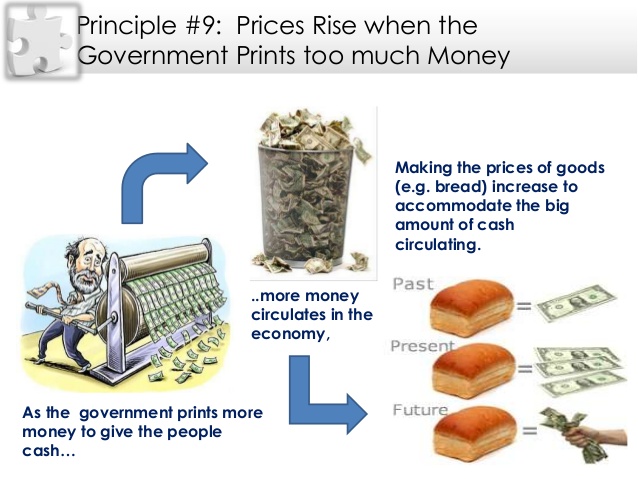 Principle #9:  Prices Rise when the
Government Prints too much Money
Making the prices of goods
(e.g. bread) increase to
accommodate the big
amount of cash
circulating.
..more money
circulates in the
economy,
As the  government prints more
money to give the people
cash…
Past
=
Present
=
Future
=